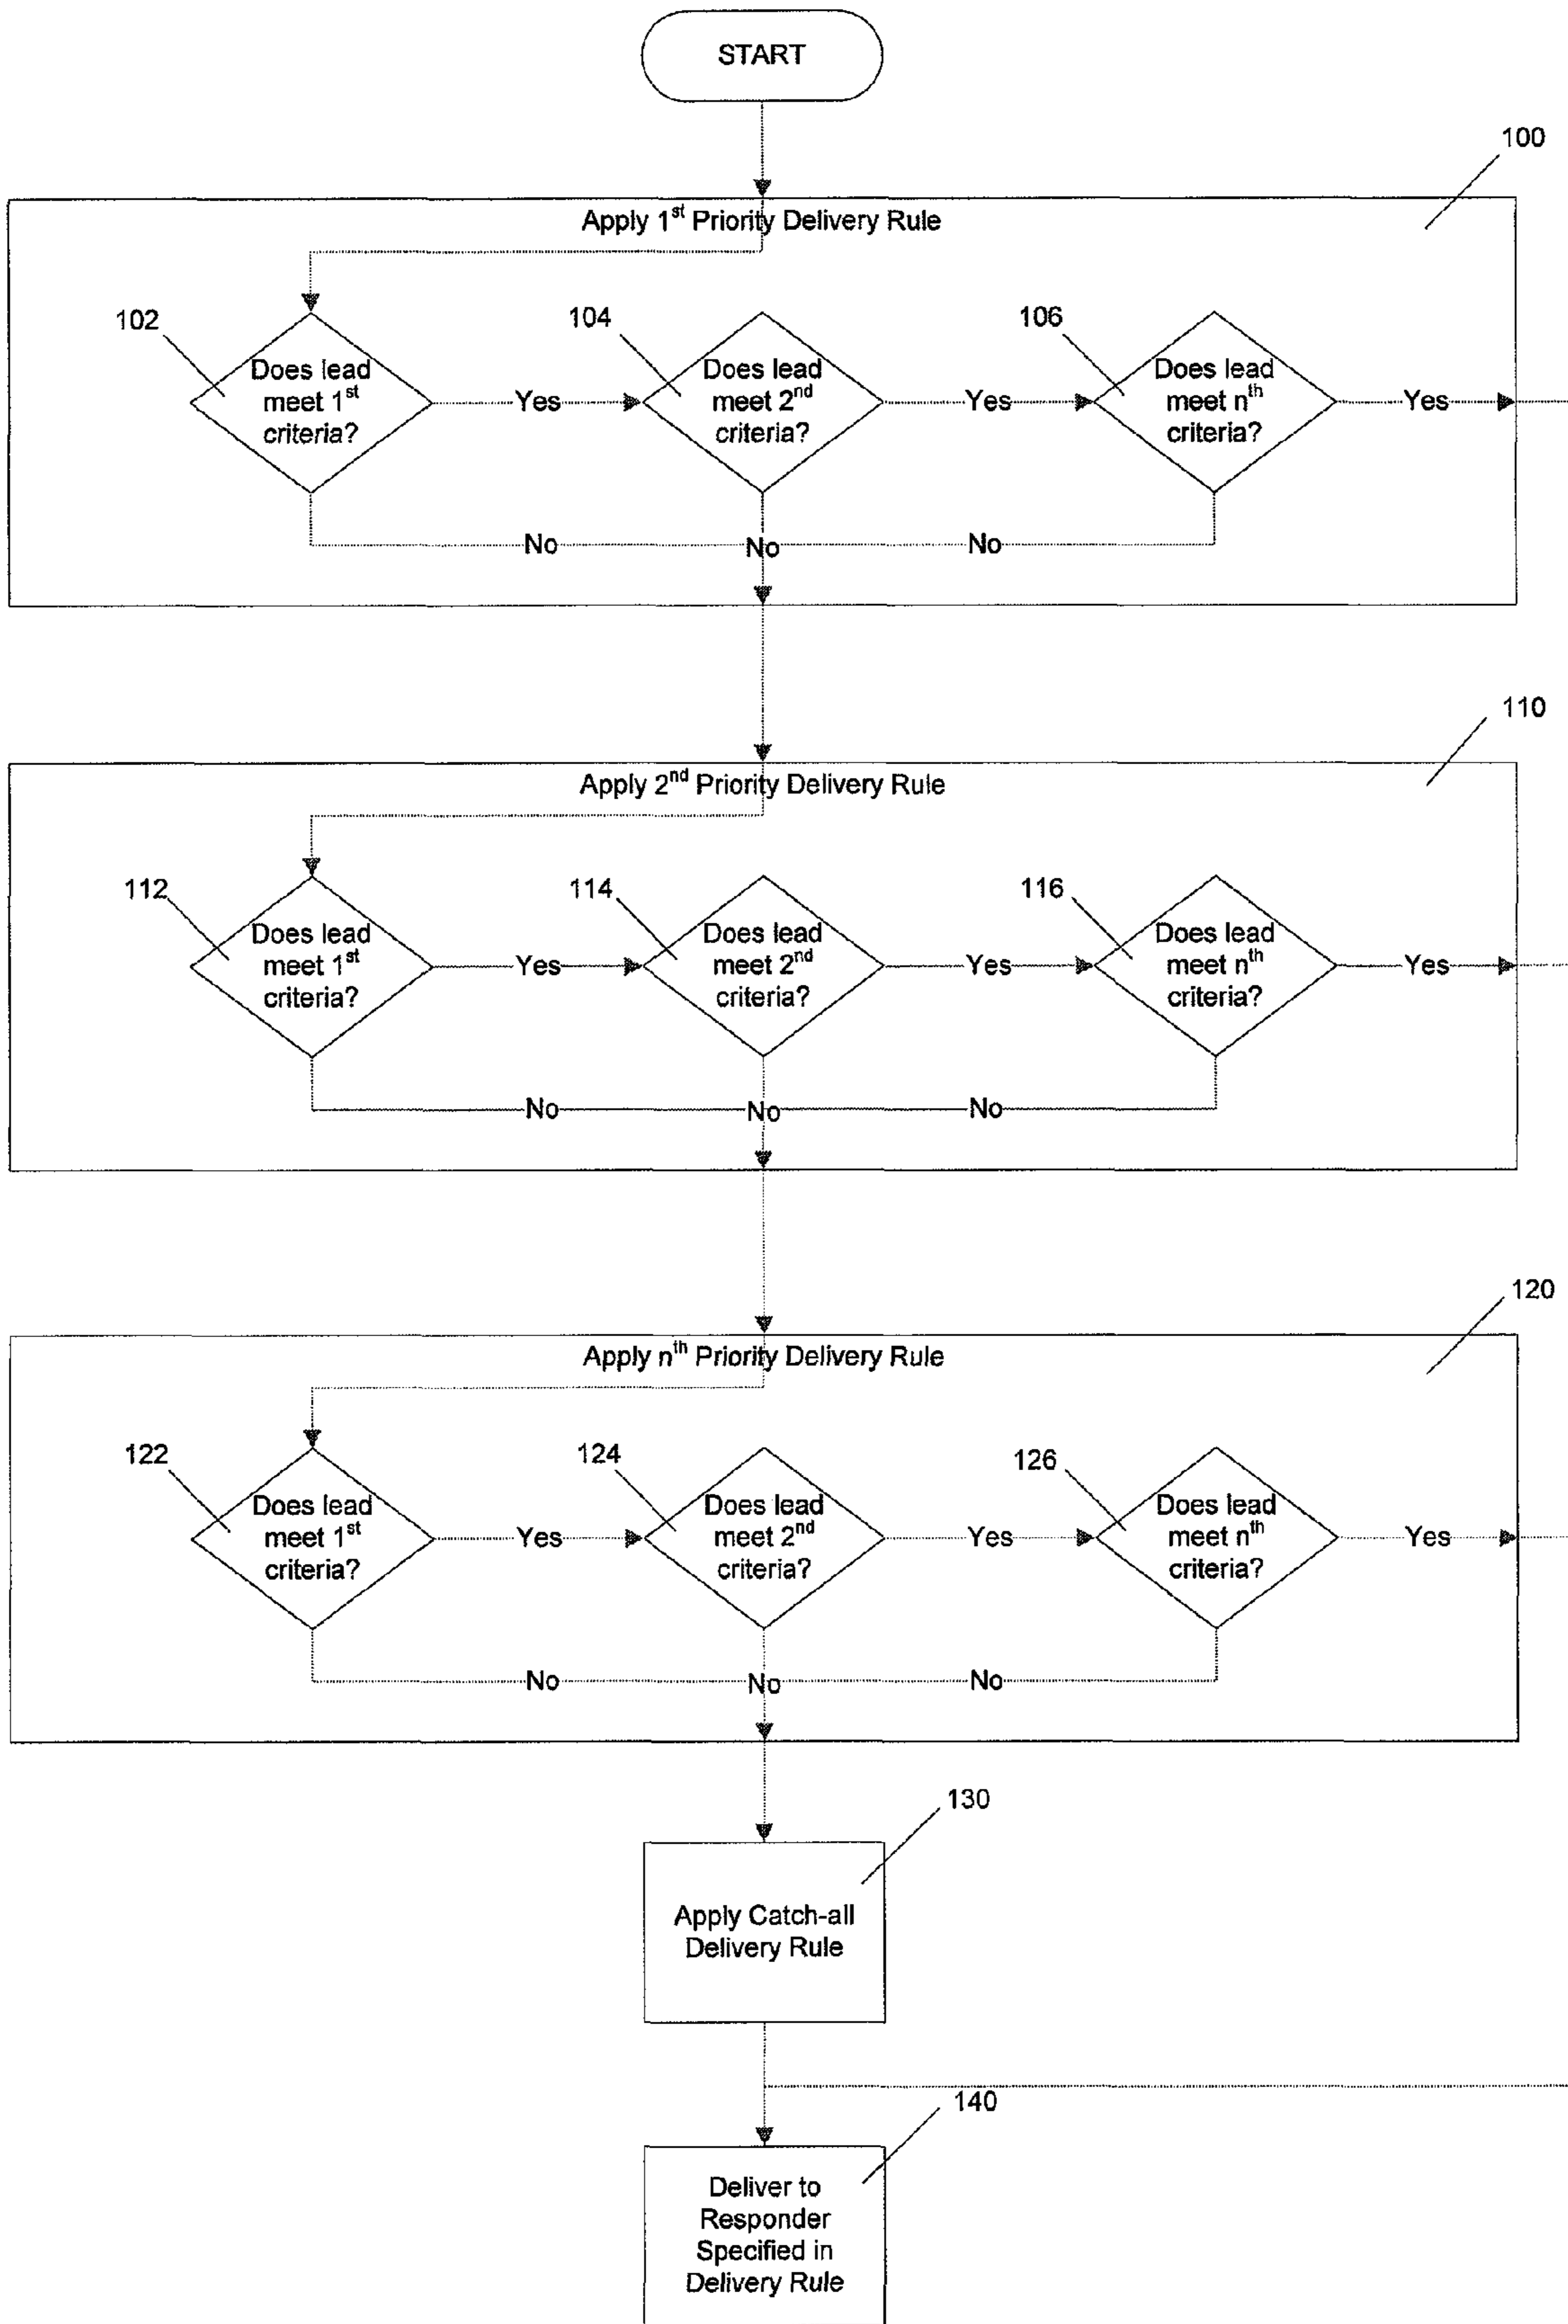 START
100
Apply 1st Priority Delivery Rule
102
104
106
Does lead
meet 1st
criteria?
Yes
Does lead
meet 2nd
criteria?
Yes
Does lead
meet nth
criteria?
Yes
No
No
No
110
Apply 2nd Priority Delivery Rule
112
114
116
Does lead
meet 1st
criteria?
Yes
Does lead
meet 2nd
criteria?
Yes
Does lead
meet nth
criteria?
Yes
No
No
No
120
Apply nth Priority Delivery Rule
122
124
126
Does lead
meet 1st
criteria?
Yes
Does lead
meet 2nd
criteria?
Yes
Does lead
meet nth
criteria?
Yes
No
No
No
130
Apply Catch-all
Delivery Rule
140
Deliver to
Responder
Specified in
Delivery Rule